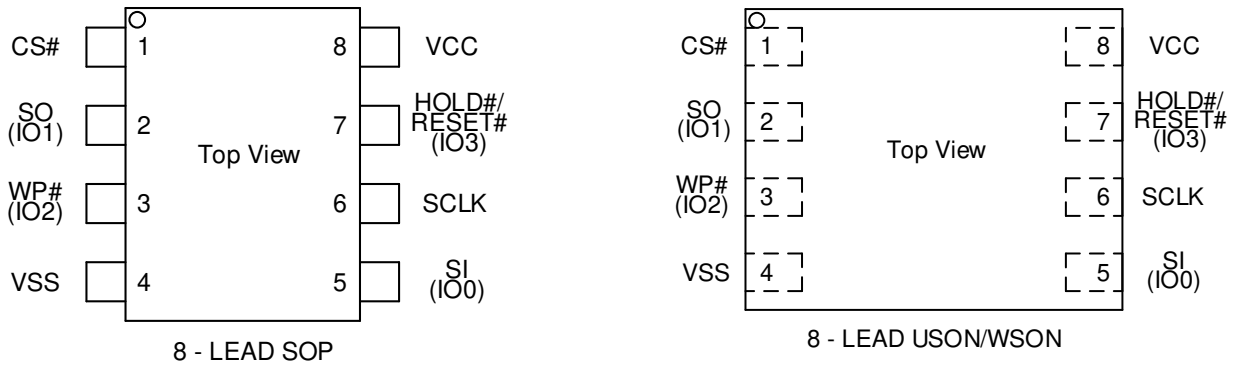 CS#
1
8
VCC
SO
(IO1)
2
7
HOLD#/
RESET#
(IO3)
Top View
WP#
(IO2)
3
6
SCLK
VSS
4
5
SI
(IO0)
8 - LEAD SOP
CS#
1
8
VCC
SO
(IO1)
2
7
HOLD#/
RESET#
(IO3)
Top View
WP#
(IO2)
3
6
SCLK
VSS
4
5
SI
(IO0)
8 - LEAD USON/WSON